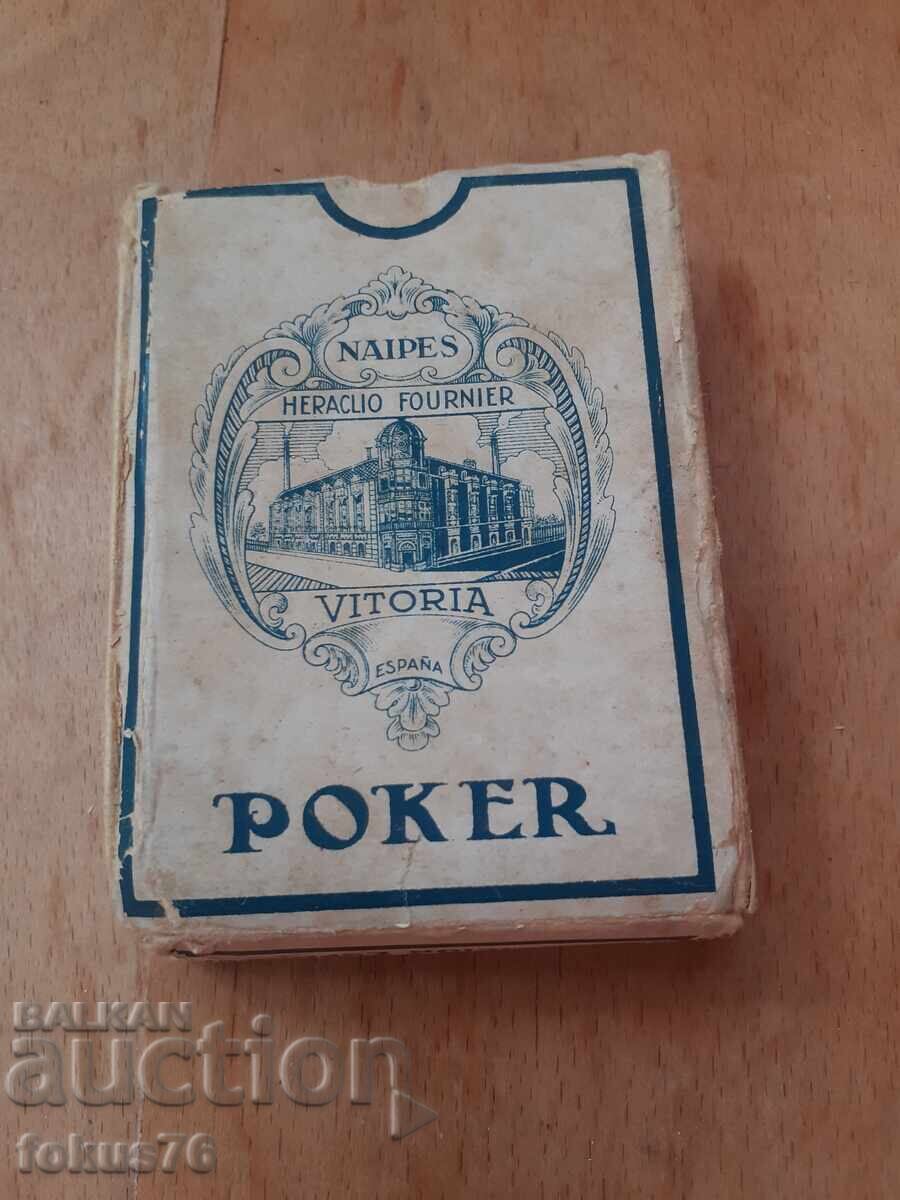 NAIPES
HERACLIO FOURNIER
VITORIA
ESPAÑA
POKER
BALKAN
auction
fokus76